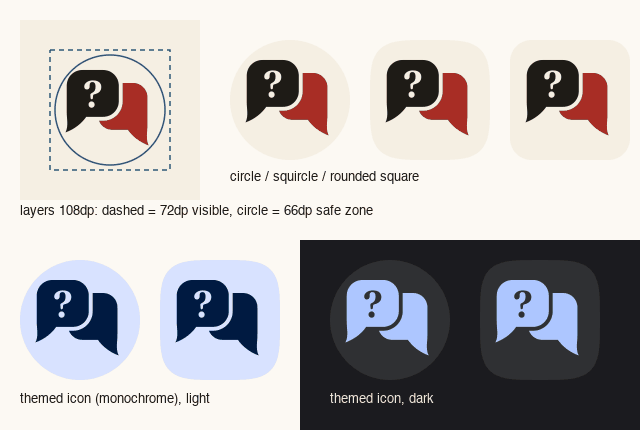 ?
?
?
?
circle / squircle / rounded square
layers 108dp: dashed = 72dp visible, circle = 66dp safe zone
?
?
?
?
themed icon (monochrome), light
themed icon, dark